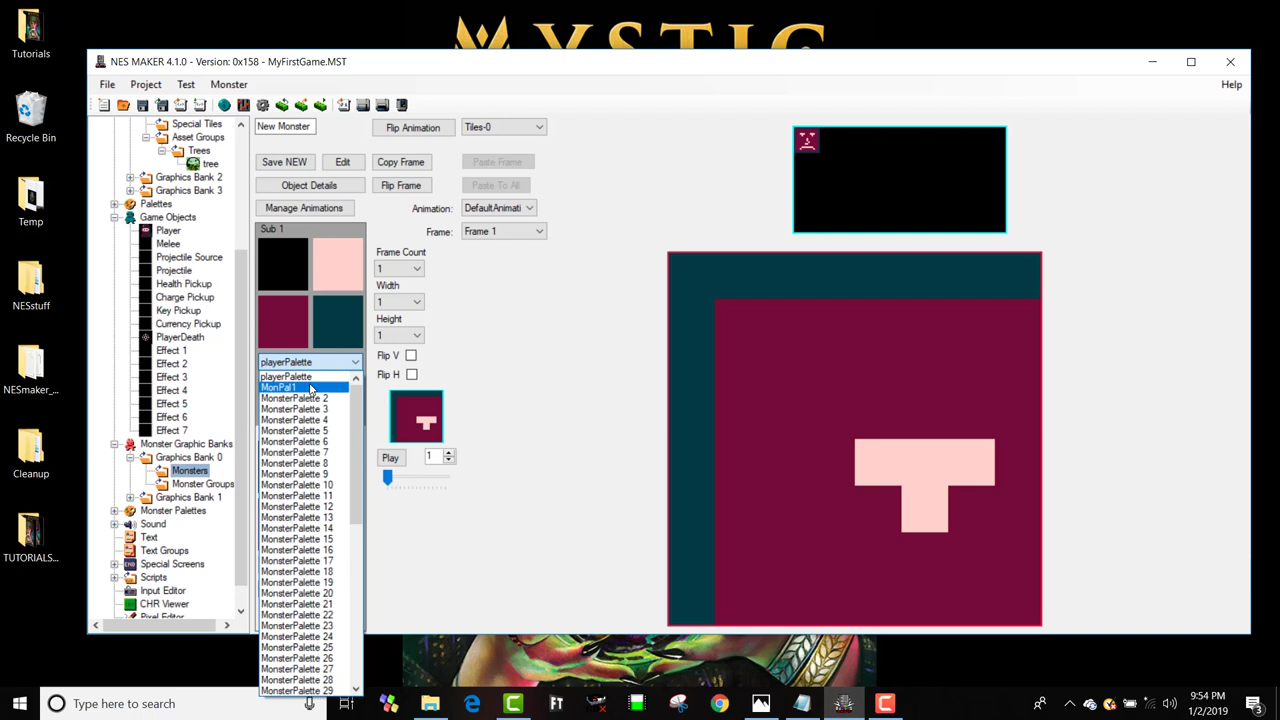 MYSTIC
Tutorials
Recycle Bin
Temp
NESstuff
NESmaker_...
Cleanup
TUTORIALS...
NES MAKER 4.1.0 - Version: 0x158 - MyFirstGame.MST
File Project Test Monster Help
Special Tiles
Asset Groups
Trees
tree
Graphics Bank 2
Graphics Bank 3
Palettes
Game Objects
Player
Melee
Projectile Source
Projectile
Health Pickup
Charge Pickup
Key Pickup
Currency Pickup
PlayerDeath
Effect 1
Effect 2
Effect 3
Effect 4
Effect 5
Effect 6
Effect 7
Monster Graphic Banks
Graphics Bank 0
Monsters
Monster Groups
Graphics Bank 1
Monster Palettes
Sound
Text
Text Groups
Special Screens
Scripts
Input Editor
CHR Viewer
Pixel Editor
New Monster
Flip Animation
Tiles-0
Save NEW
Edit
Copy Frame
Paste Frame
Object Details
Flip Frame
Paste To All
Manage Animations
Animation:
DefaultAnimati
Frame:
Frame 1
Sub 1
Frame Count
1
Width
1
Height
1
Flip V
Flip H
Play
1
playerPalette
playerPalette
MonPal1
MonsterPalette 2
MonsterPalette 3
MonsterPalette 4
MonsterPalette 5
MonsterPalette 6
MonsterPalette 7
MonsterPalette 8
MonsterPalette 9
MonsterPalette 10
MonsterPalette 11
MonsterPalette 12
MonsterPalette 13
MonsterPalette 14
MonsterPalette 15
MonsterPalette 16
MonsterPalette 17
MonsterPalette 18
MonsterPalette 19
MonsterPalette 20
MonsterPalette 21
MonsterPalette 22
MonsterPalette 23
MonsterPalette 24
MonsterPalette 25
MonsterPalette 26
MonsterPalette 27
MonsterPalette 28
MonsterPalette 29
Type here to search
FT
9:54 PM
1/2/2019
3